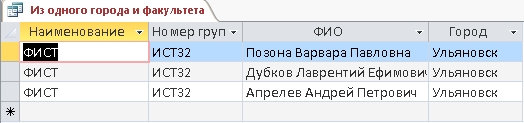 Из одного города и факультета
Наименование Номер груп ФИО Город
ФИСТ ИСТ32 Позона Варвара Павловна Ульяновск
ФИСТ ИСТ32 Дубков Лаврентий Ефимович Ульяновск
ФИСТ ИСТ32 Апрелев Андрей Петрович Ульяновск